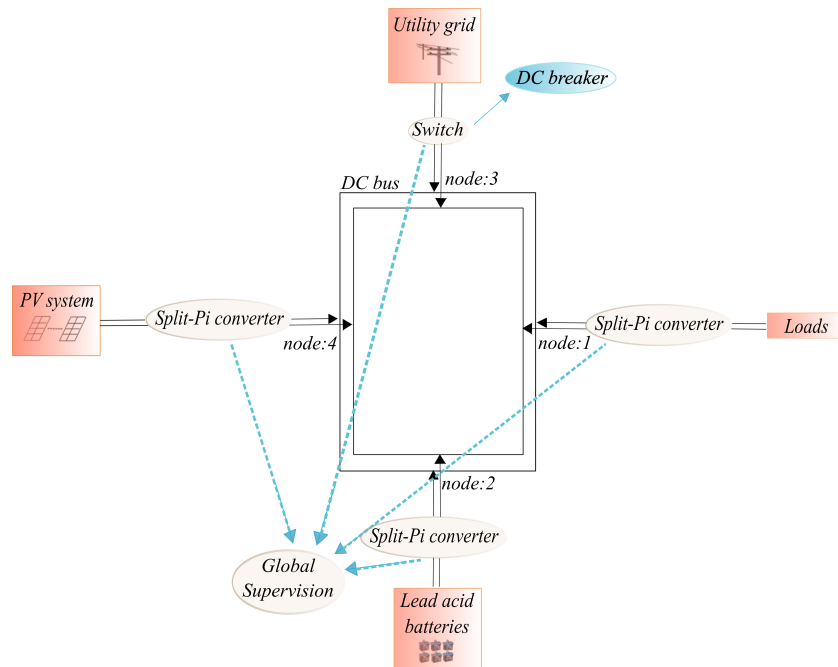 Utility grid
DC breaker
Switch
node:3
DC bus
PV system
Split-Pi converter
node:4
Split-Pi converter
node:1
Loads
node:2
Split-Pi converter
Global
Supervision
Lead acid
batteries